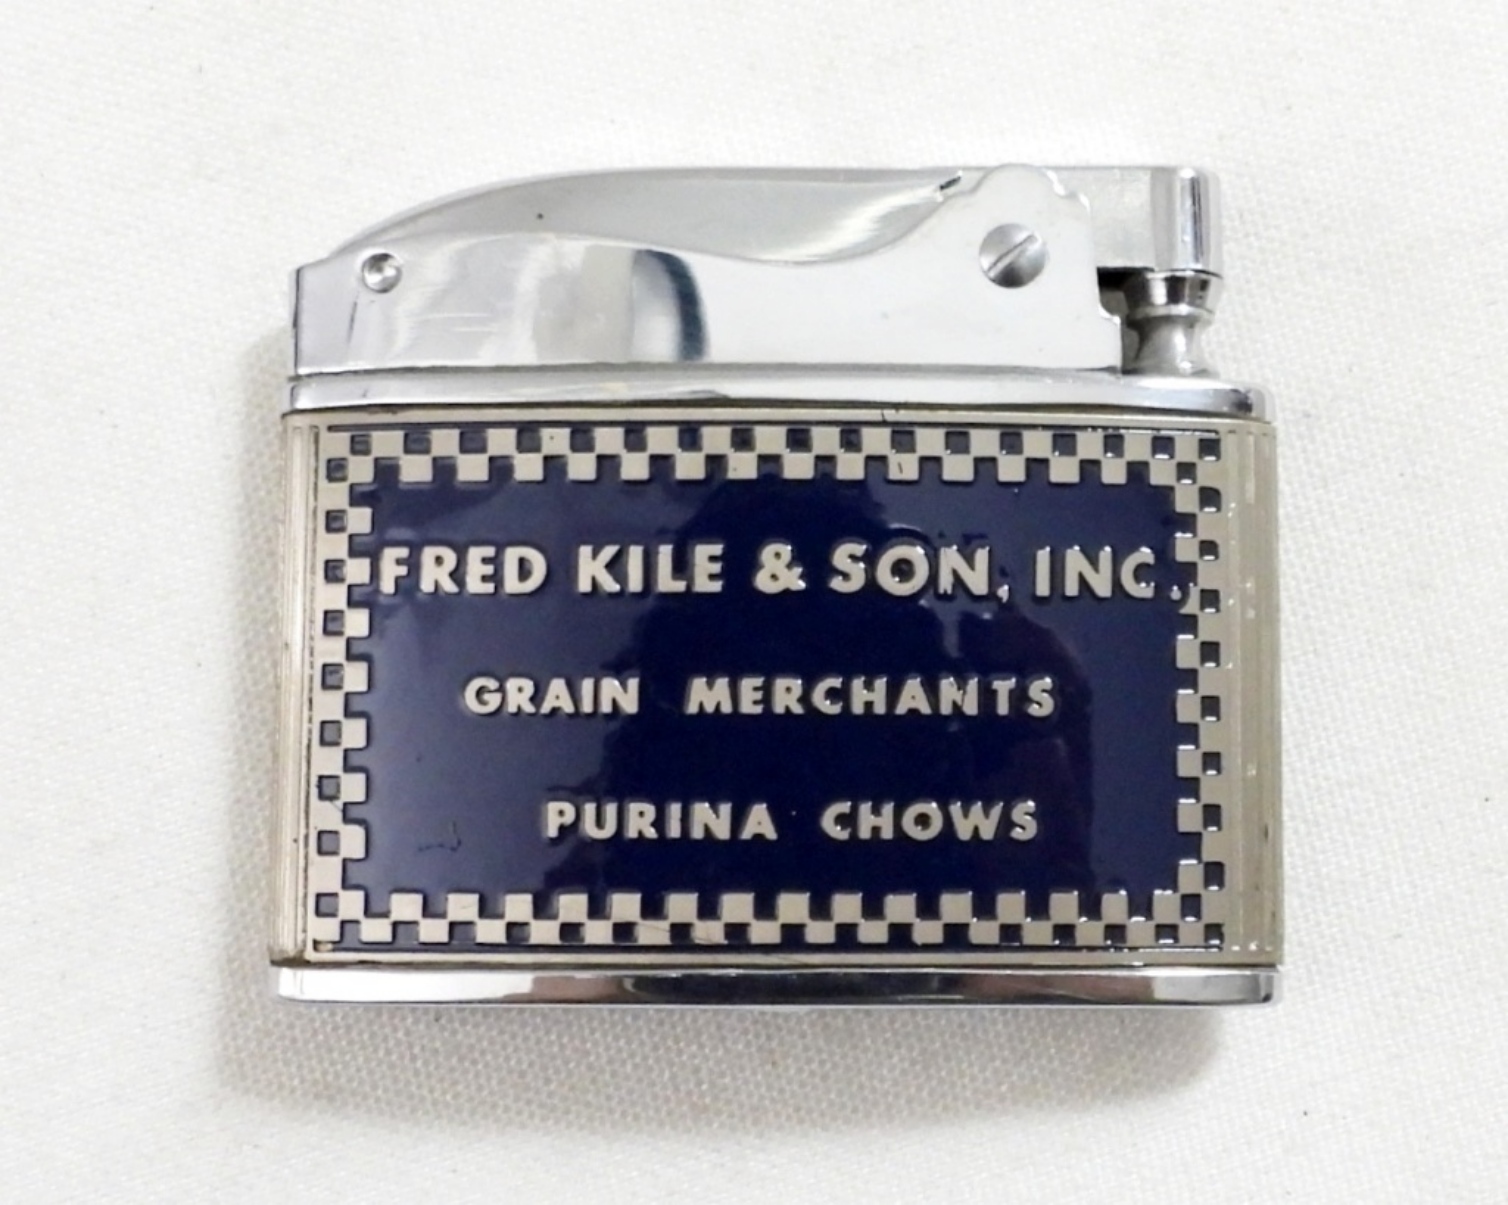 FRED KILE & SON, INC.
GRAIN MERCHANTS
PURINA CHOWS